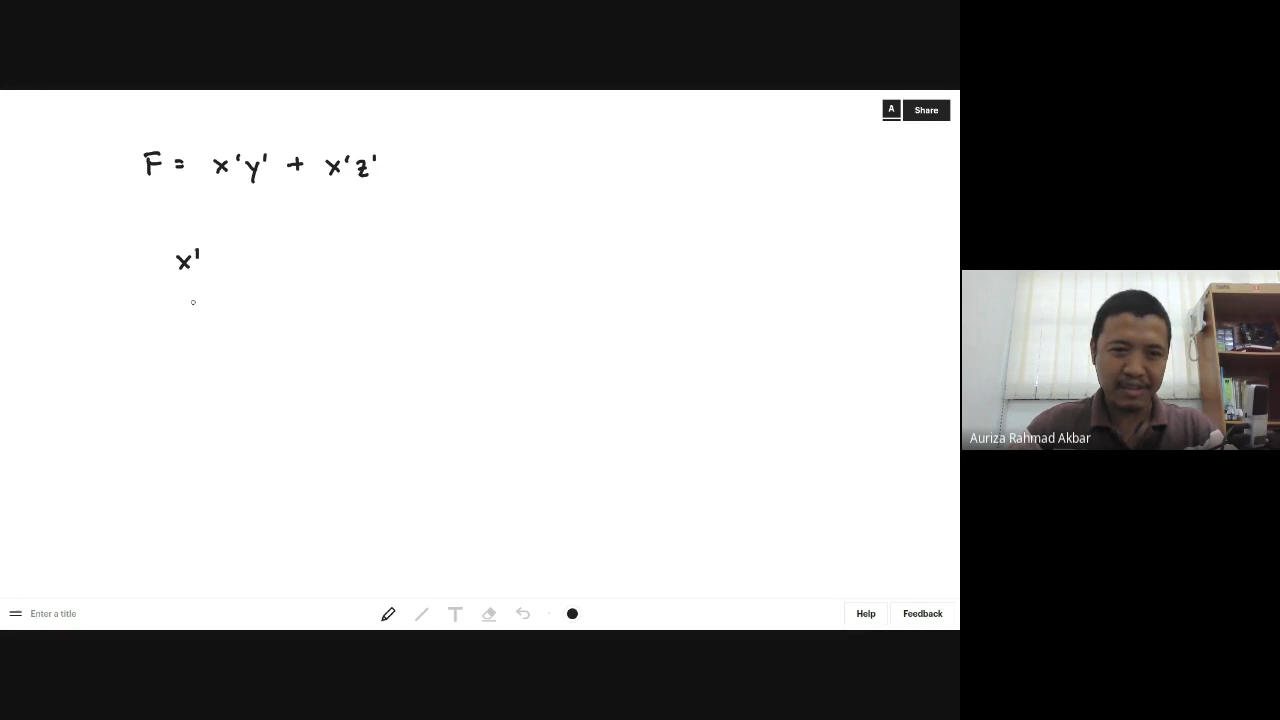 A Share
F = x'y' + x'z'
x'
Auriza Rahmad Akbar
Enter a title T Help Feedback